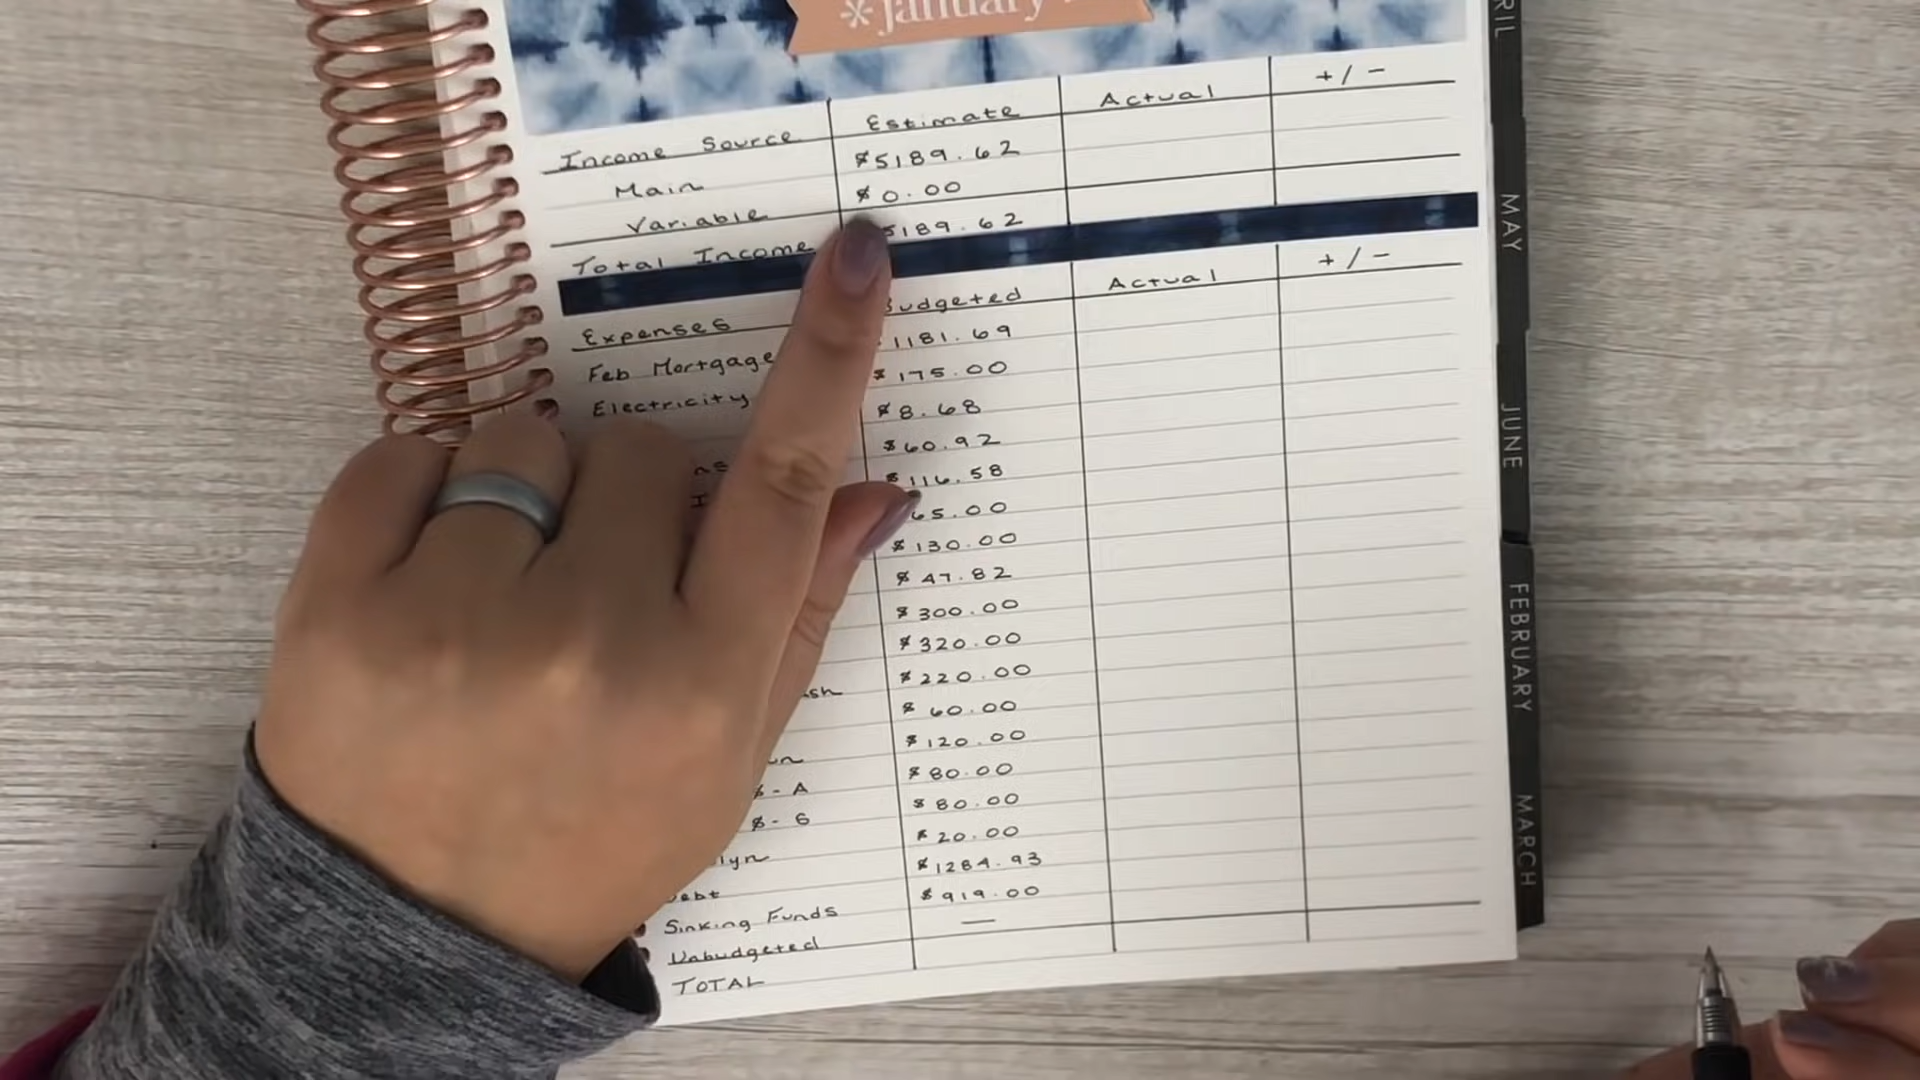 *January
Income Source Estimate Actual +/-
Main $5189.62
Variable $0.00
Total Income 5189.62
Expenses Budgeted Actual +/-
Feb Mortgage 1181.69
Electricity $175.00
$8.68
$60.92
$116.58
65.00
$130.00
$47.82
$300.00
$320.00
$220.00
$60.00
$120.00
$-A $80.00
$-G $80.00
$20.00
Debt $1284.93
Sinking Funds $919.00
Unbudgeted —
TOTAL
RIL
MAY
JUNE
FEBRUARY
MARCH